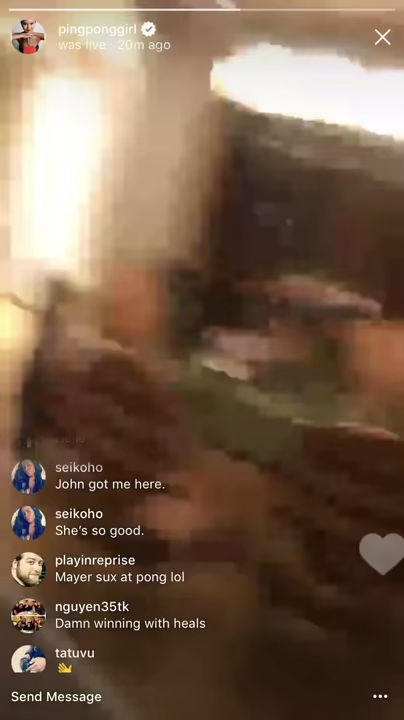 pingponggirl
was live · 20m ago
seikoho
John got me here.
seikoho
She's so good.
playinreprise
Mayer sux at pong lol
nguyen35tk
Damn winning with heals
tatuvu
👋
Send Message